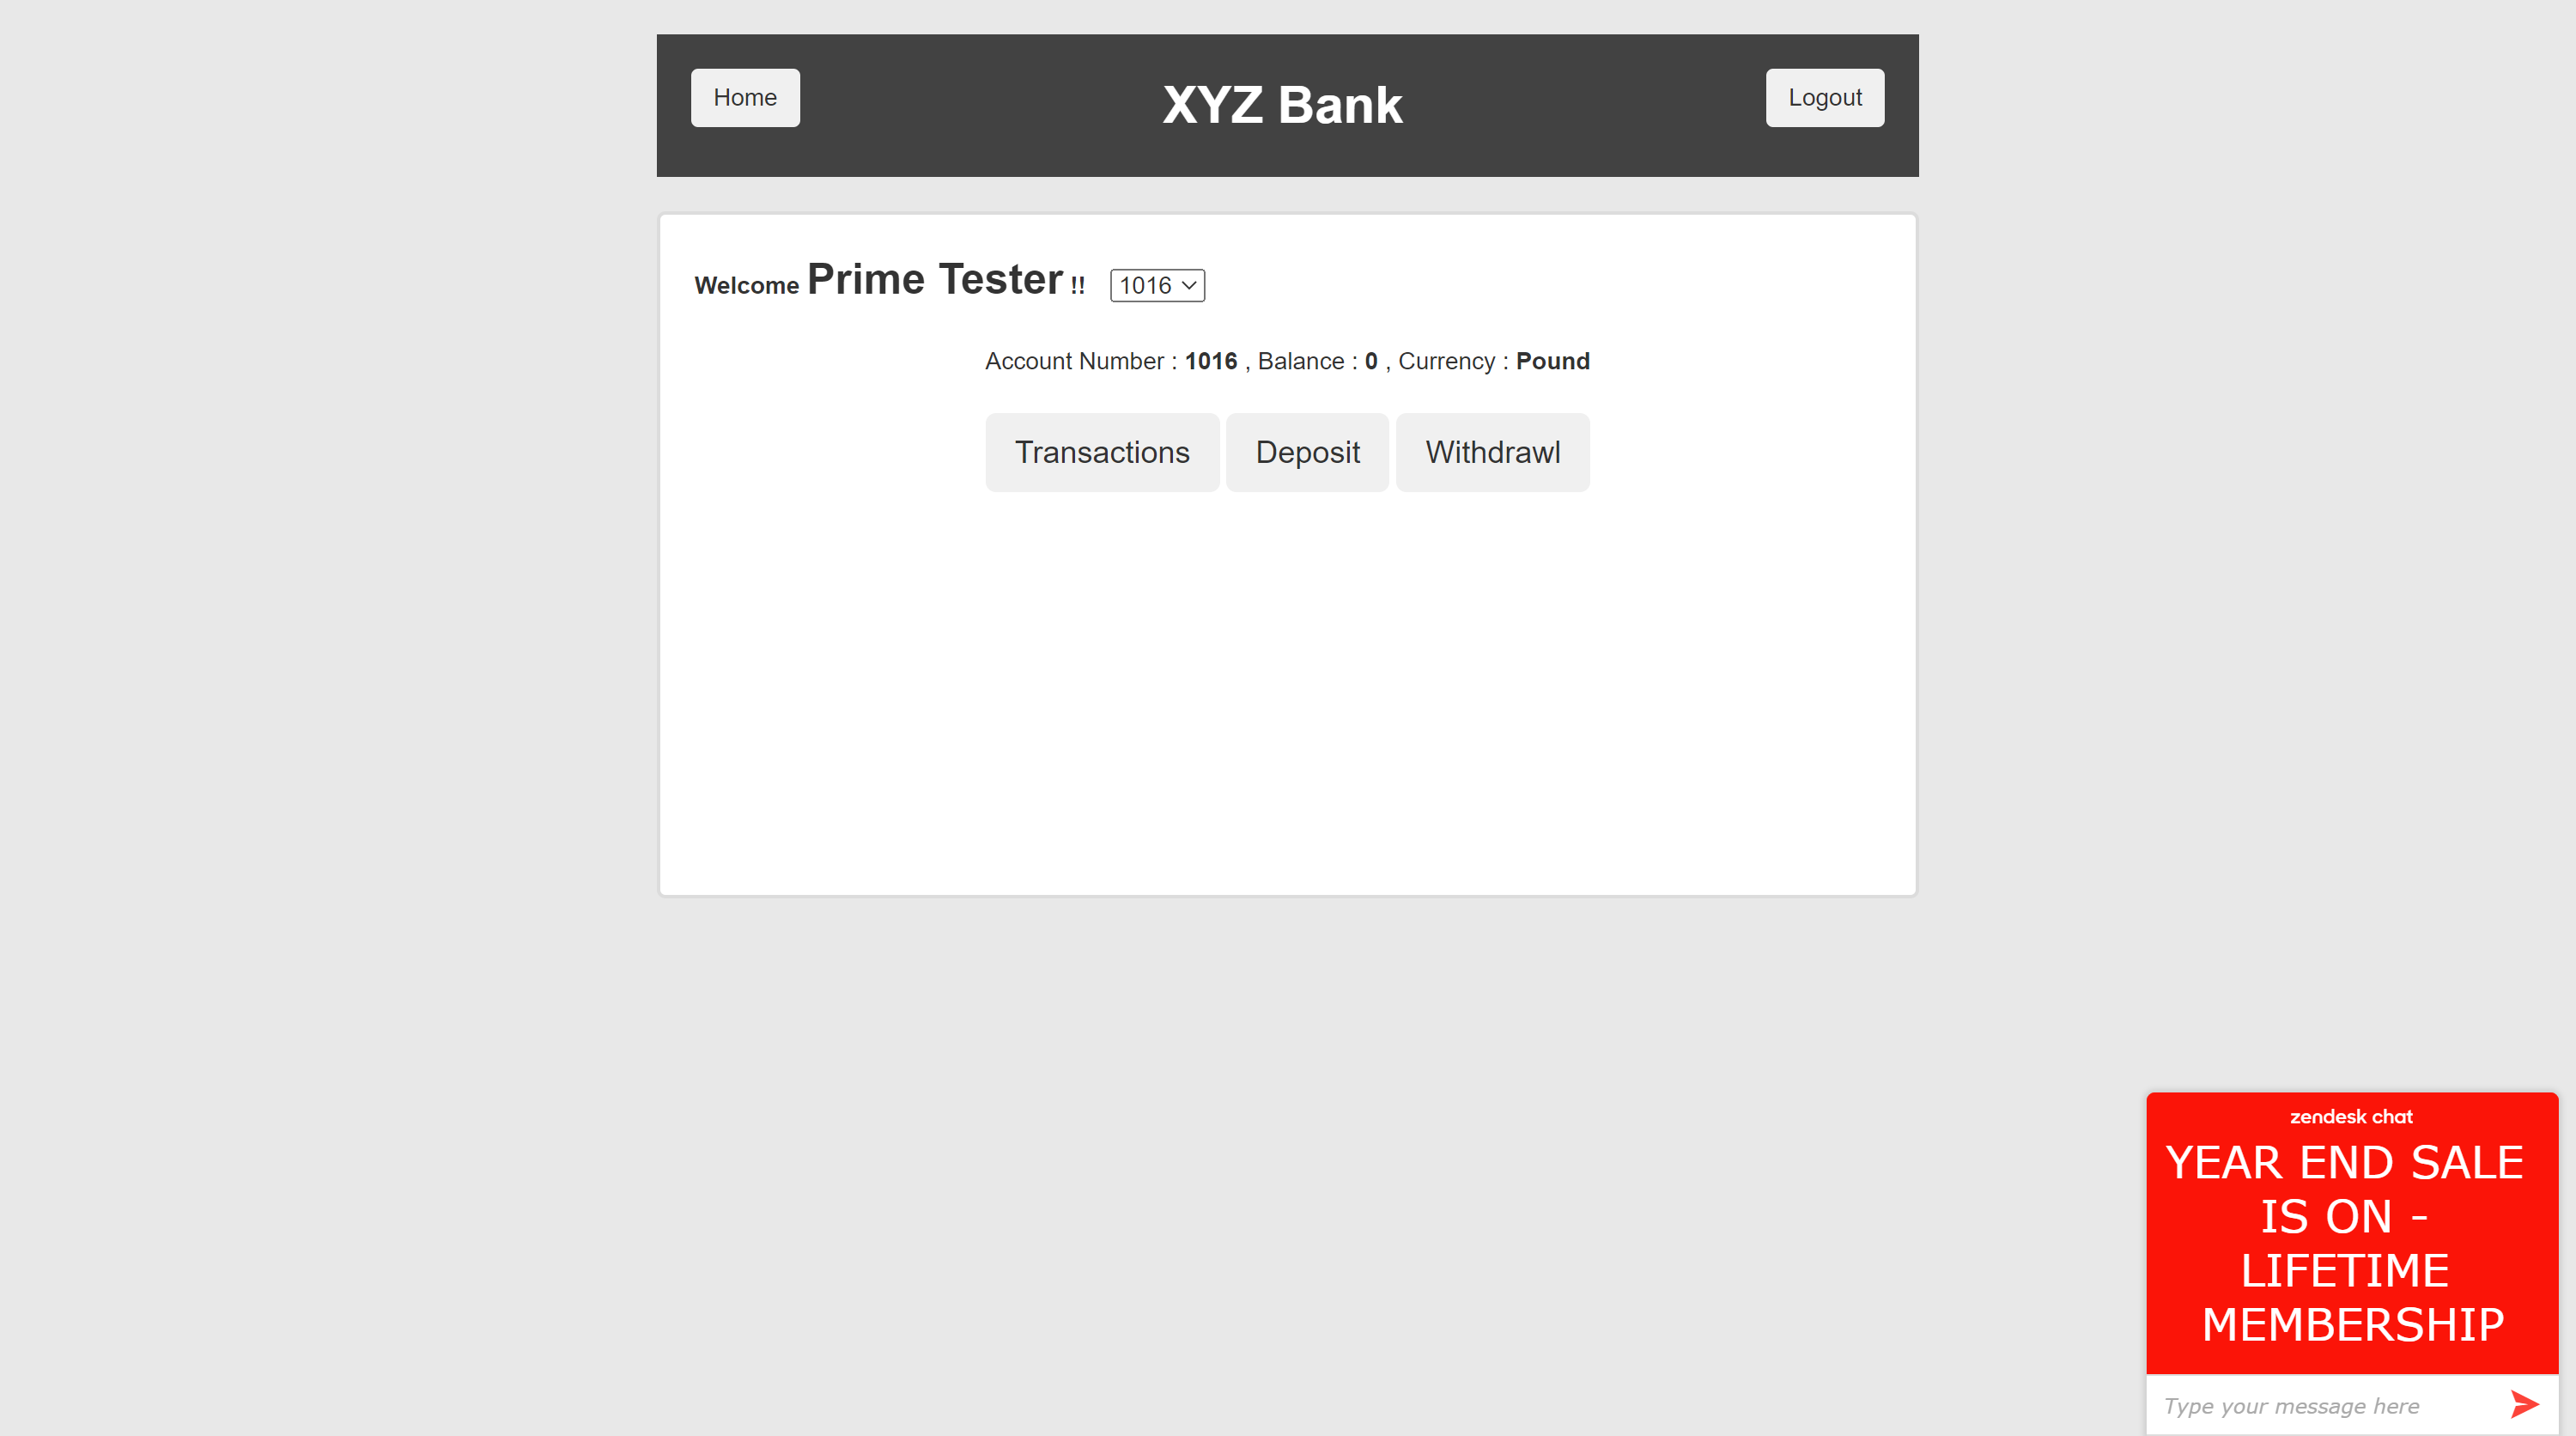 Home
XYZ Bank
Logout
Welcome Prime Tester !! 1016
Account Number : 1016 , Balance : 0 , Currency : Pound
Transactions
Deposit
Withdrawl
zendesk chat
YEAR END SALE
IS ON -
LIFETIME
MEMBERSHIP
Type your message here